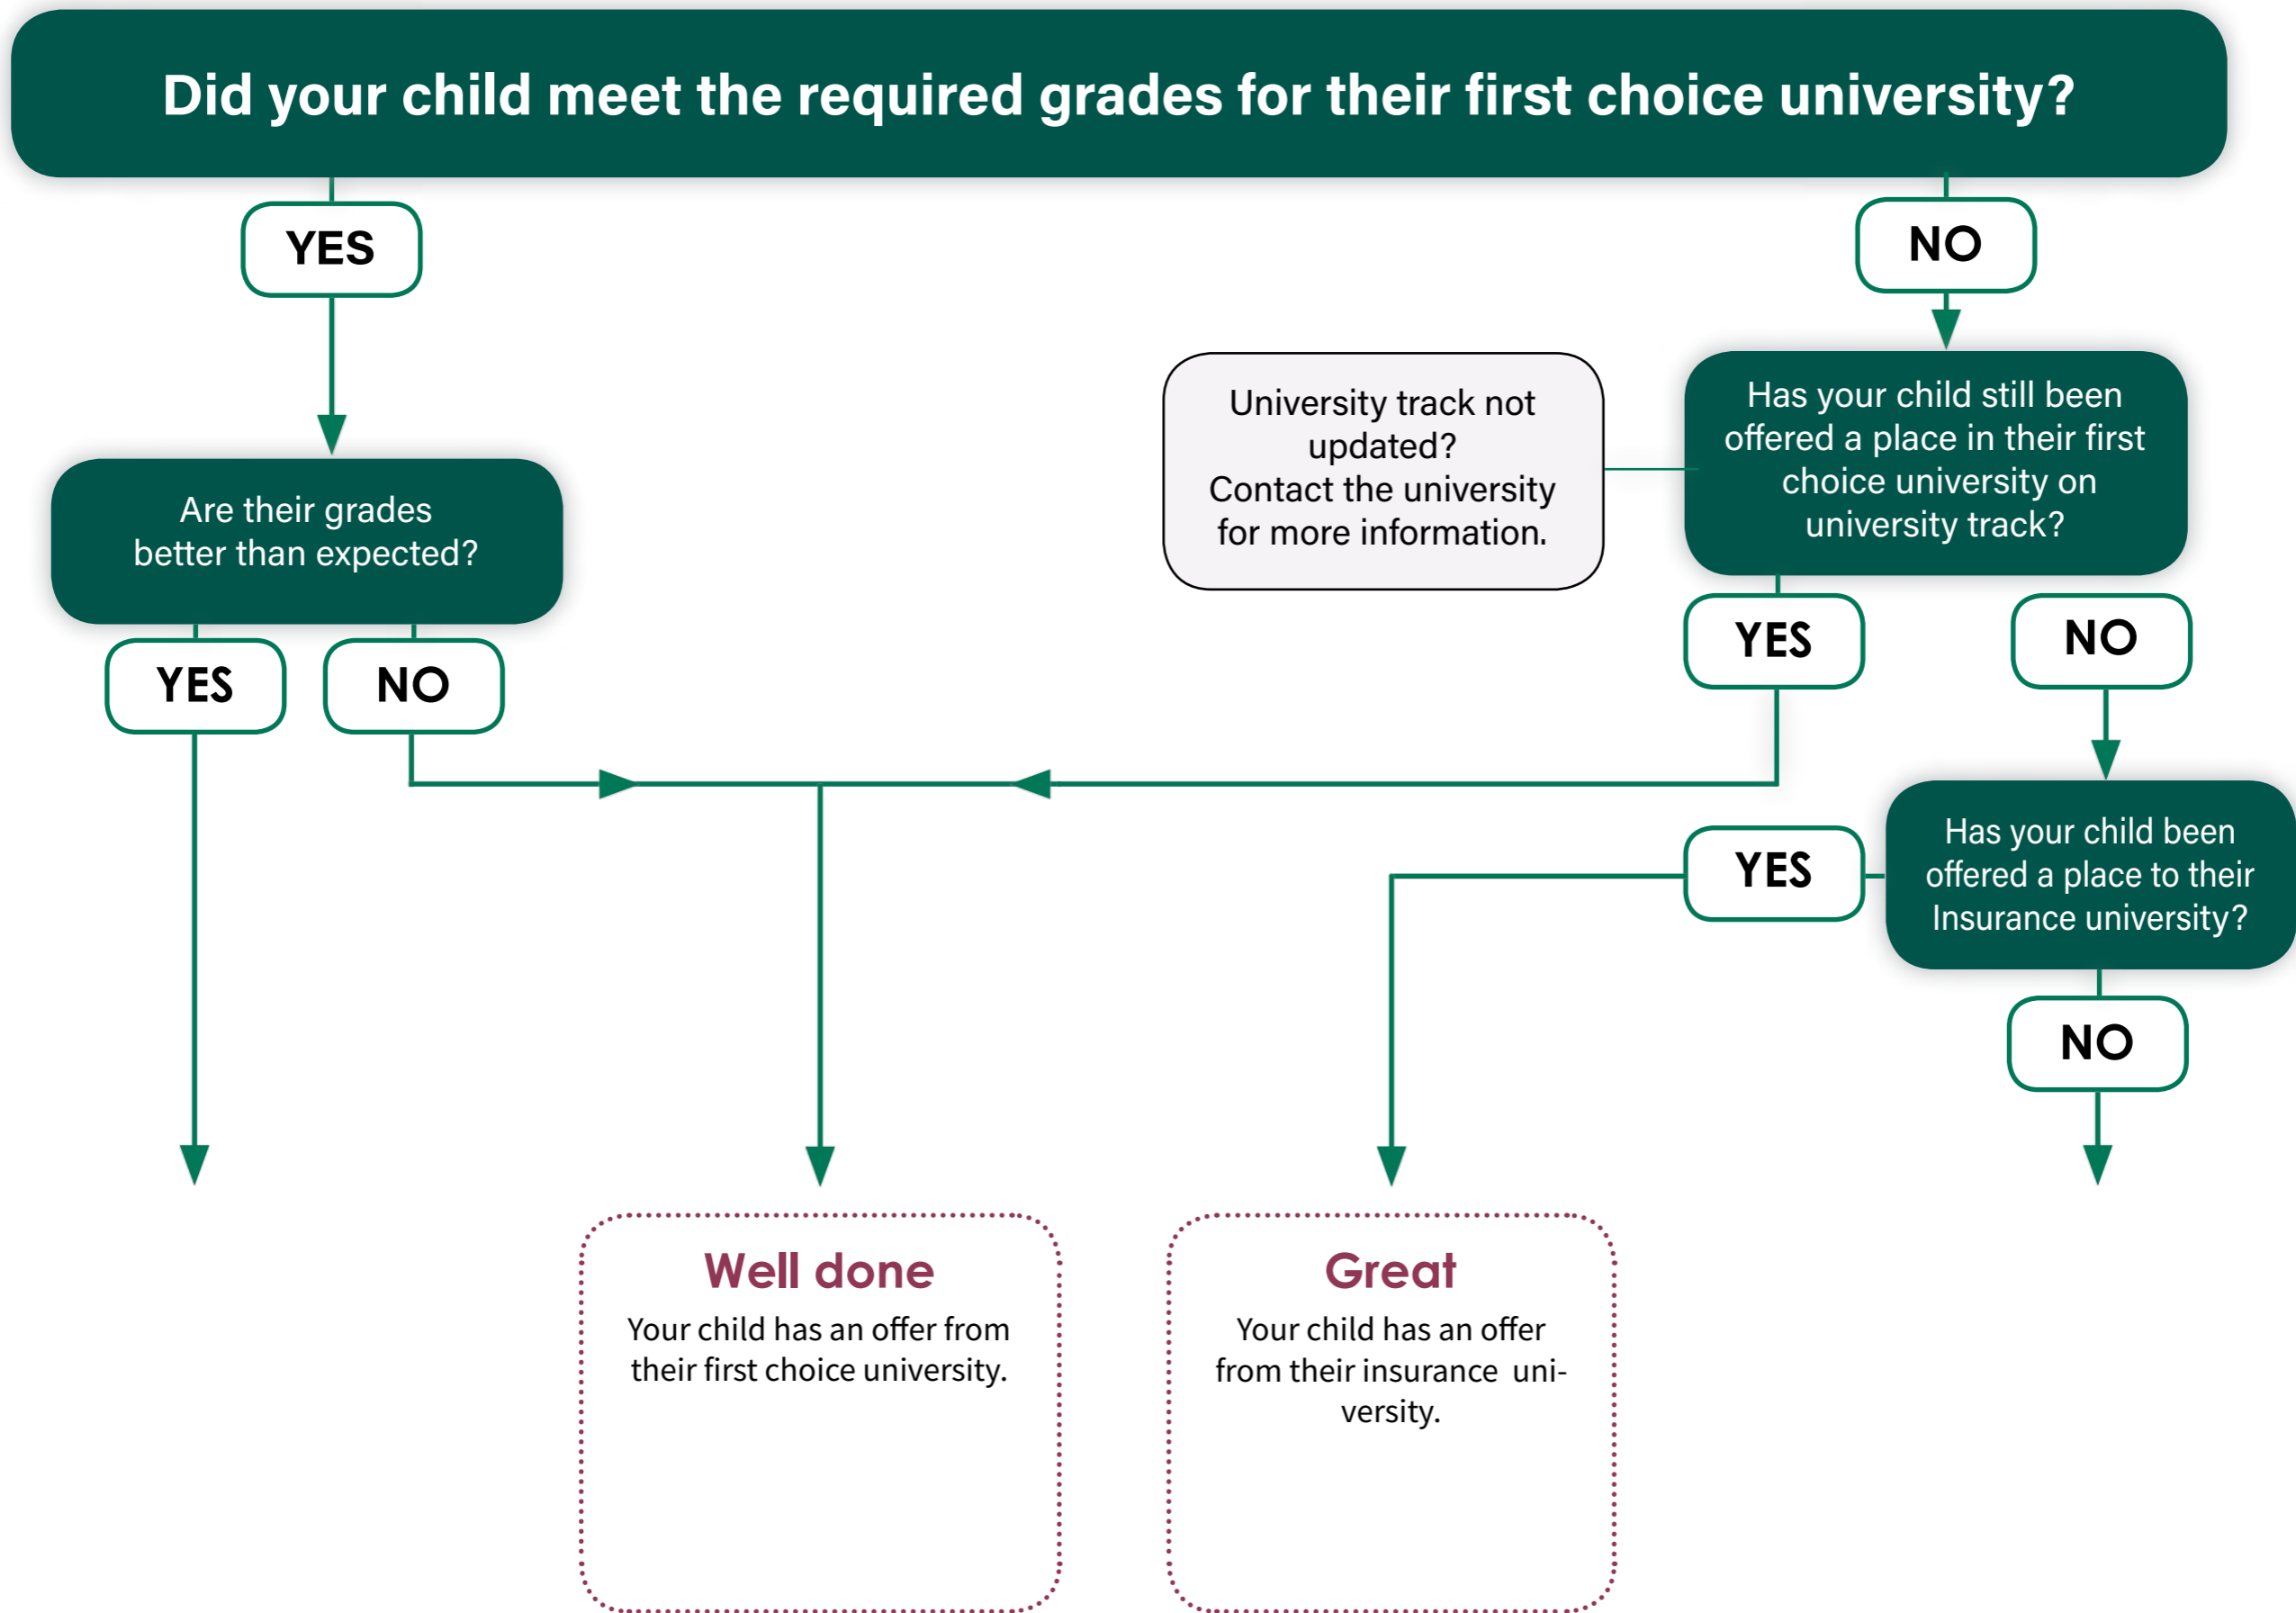 Did your child meet the required grades for their first choice university?
YES
NO
University track not
updated?
Contact the university
for more information.
Has your child still been
offered a place in their first
choice university on
university track?
Are their grades
better than expected?
YES
NO
YES
NO
Has your child been
offered a place to their
Insurance university?
YES
NO
Well done
Your child has an offer from
their first choice university.
Great
Your child has an offer
from their insurance  uni-
versity.